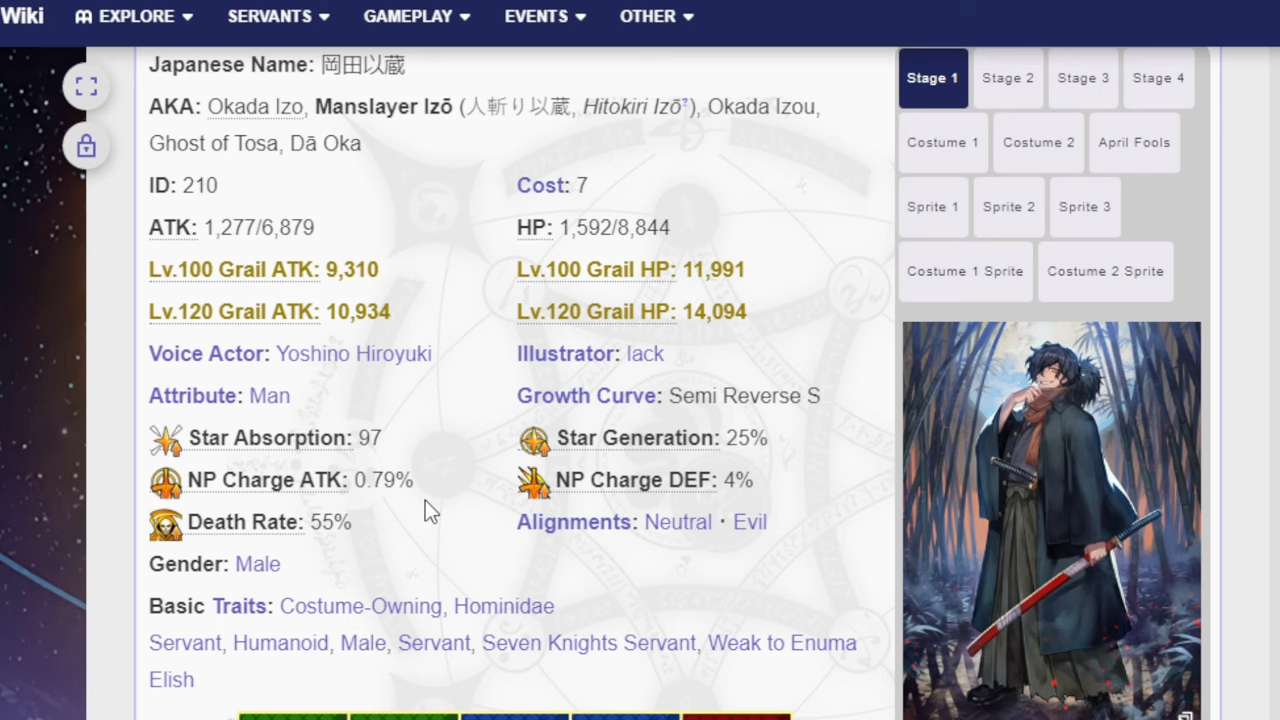 Wiki EXPLORE SERVANTS GAMEPLAY EVENTS OTHER
Japanese Name: 岡田以蔵
AKA: Okada Izo, Manslayer Izō (人斬り以蔵, Hitokiri Izō?), Okada Izou,
Ghost of Tosa, Dā Oka
ID: 210 Cost: 7
ATK: 1,277/6,879 HP: 1,592/8,844
Lv.100 Grail ATK: 9,310 Lv.100 Grail HP: 11,991
Lv.120 Grail ATK: 10,934 Lv.120 Grail HP: 14,094
Voice Actor: Yoshino Hiroyuki Illustrator: lack
Attribute: Man Growth Curve: Semi Reverse S
Star Absorption: 97 Star Generation: 25%
NP Charge ATK: 0.79% NP Charge DEF: 4%
Death Rate: 55% Alignments: Neutral・Evil
Gender: Male
Basic Traits: Costume-Owning, Hominidae
Servant, Humanoid, Male, Servant, Seven Knights Servant, Weak to Enuma
Elish
Stage 1 Stage 2 Stage 3 Stage 4
Costume 1 Costume 2 April Fools
Sprite 1 Sprite 2 Sprite 3
Costume 1 Sprite Costume 2 Sprite